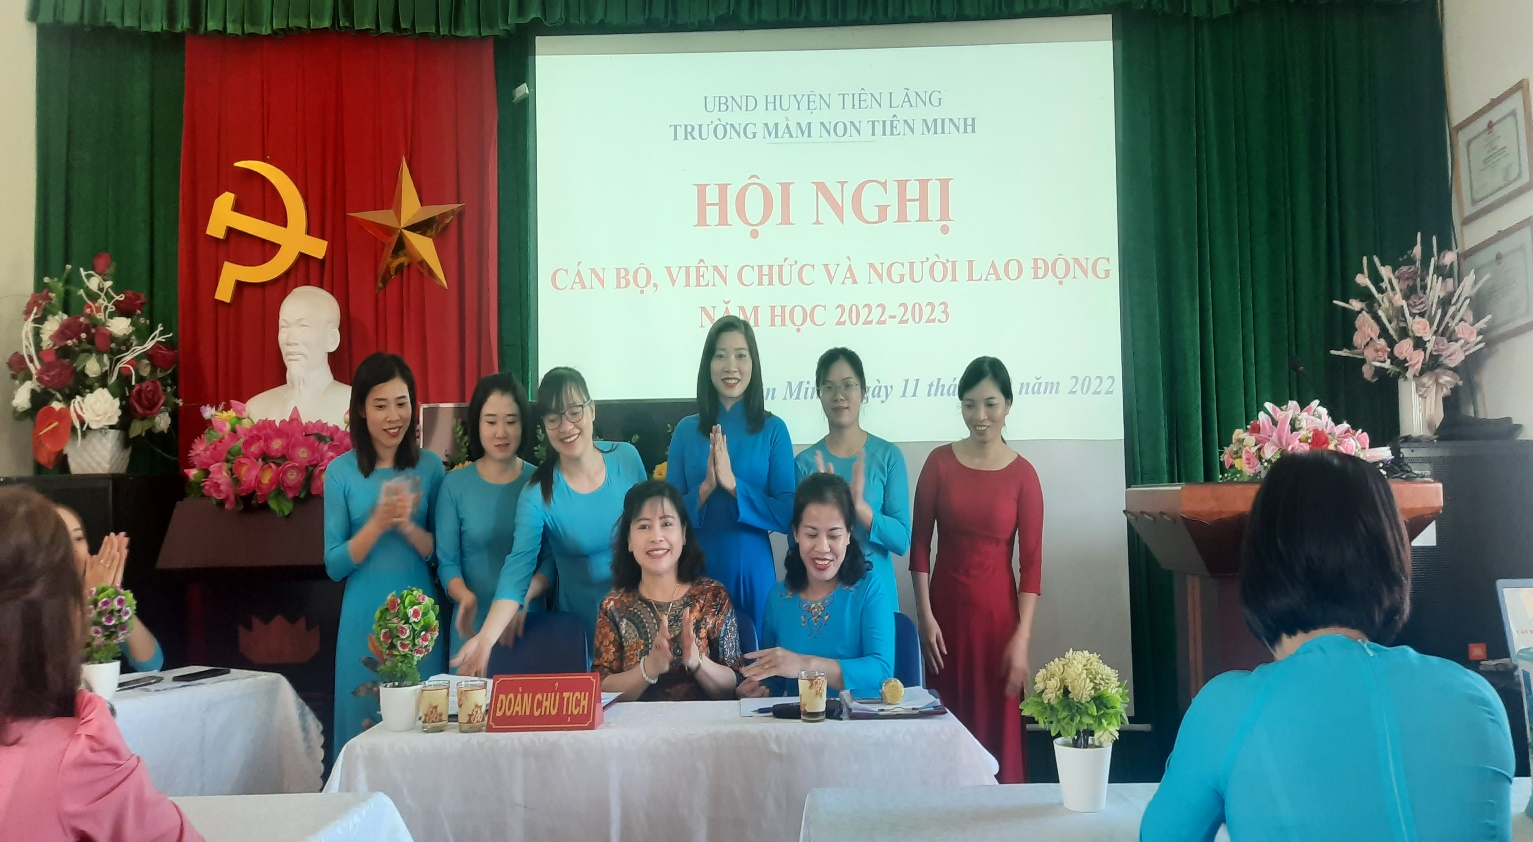 UBND HUYỆN TIÊN LÃNG
TRƯỜNG MẦM NON TIÊN MINH
HỘI NGHỊ
CÁN BỘ, VIÊN CHỨC VÀ NGƯỜI LAO ĐỘNG
NĂM HỌC 2022-2023
11 năm 2022
ĐOÀN CHỦ TỊCH